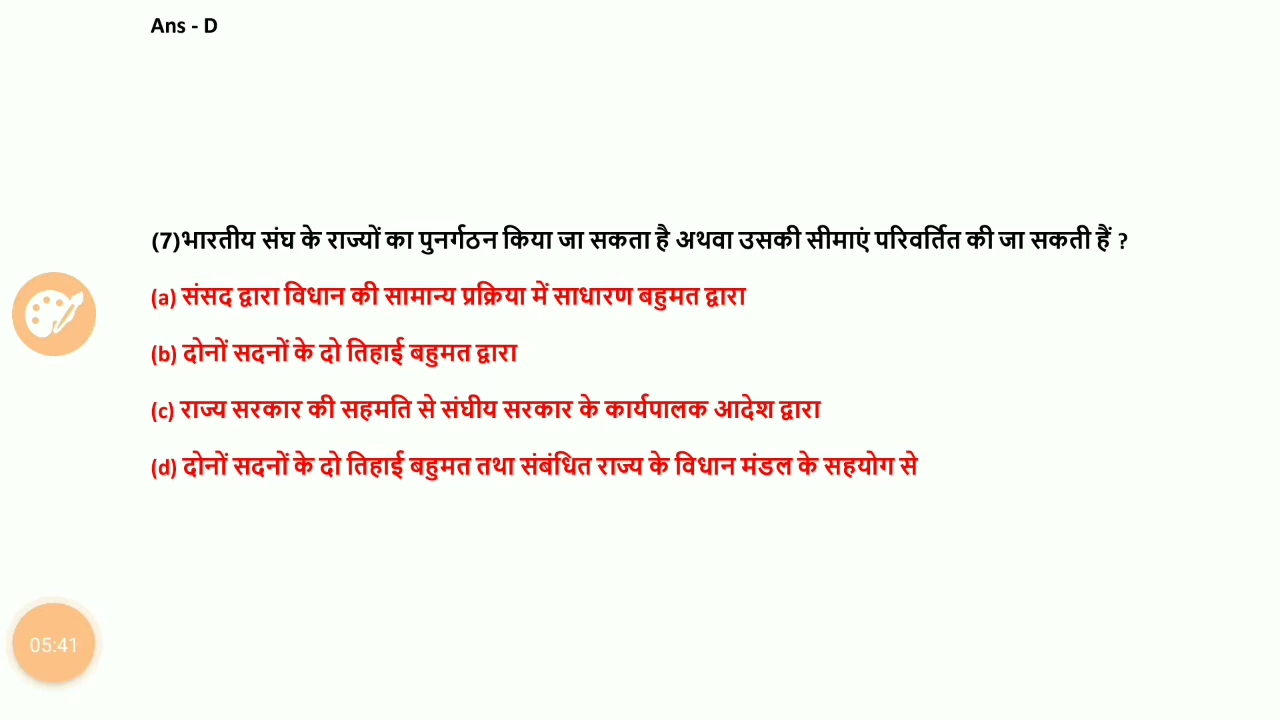 Ans - D
(7)भारतीय संघ के राज्यों का पुनर्गठन किया जा सकता है अथवा उसकी सीमाएं परिवर्तित की जा सकती हैं ?
(a) संसद द्वारा विधान की सामान्य प्रक्रिया में साधारण बहुमत द्वारा
(b) दोनों सदनों के दो तिहाई बहुमत द्वारा
(c) राज्य सरकार की सहमति से संघीय सरकार के कार्यपालक आदेश द्वारा
(d) दोनों सदनों के दो तिहाई बहुमत तथा संबंधित राज्य के विधान मंडल के सहयोग से
05:41